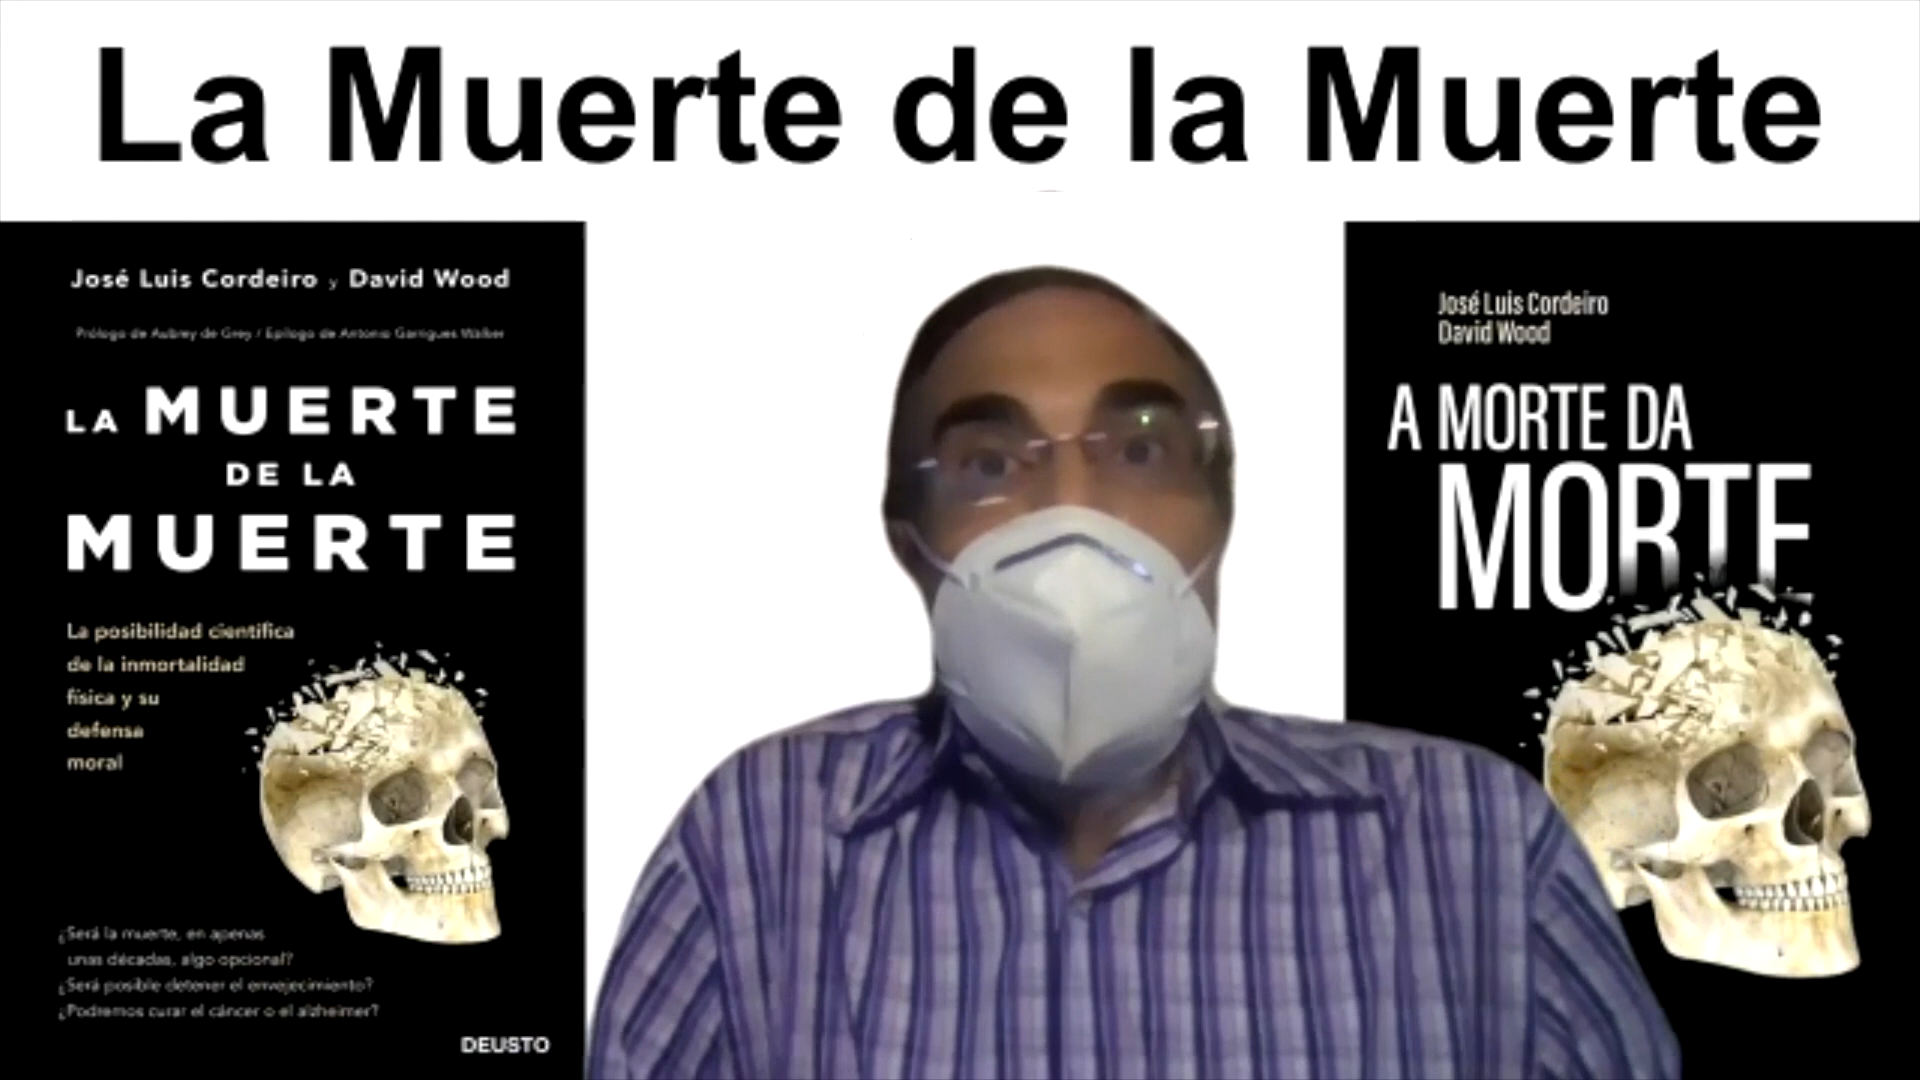 La Muerte de la Muerte
José Luis Cordeiro y David Wood
Prólogo de Aubrey de Grey / Epílogo de Antonio Garrigues Walker
LA MUERTE
DE LA
MUERTE
La posibilidad científica
de la inmortalidad
física y su
defensa
moral
¿Será la muerte, en apenas
unas décadas, algo opcional?
¿Será posible detener el envejecimiento?
¿Podremos curar el cáncer o el alzheimer?
DEUSTO
José Luis Cordeiro
David Wood
A MORTE DA
MORTE